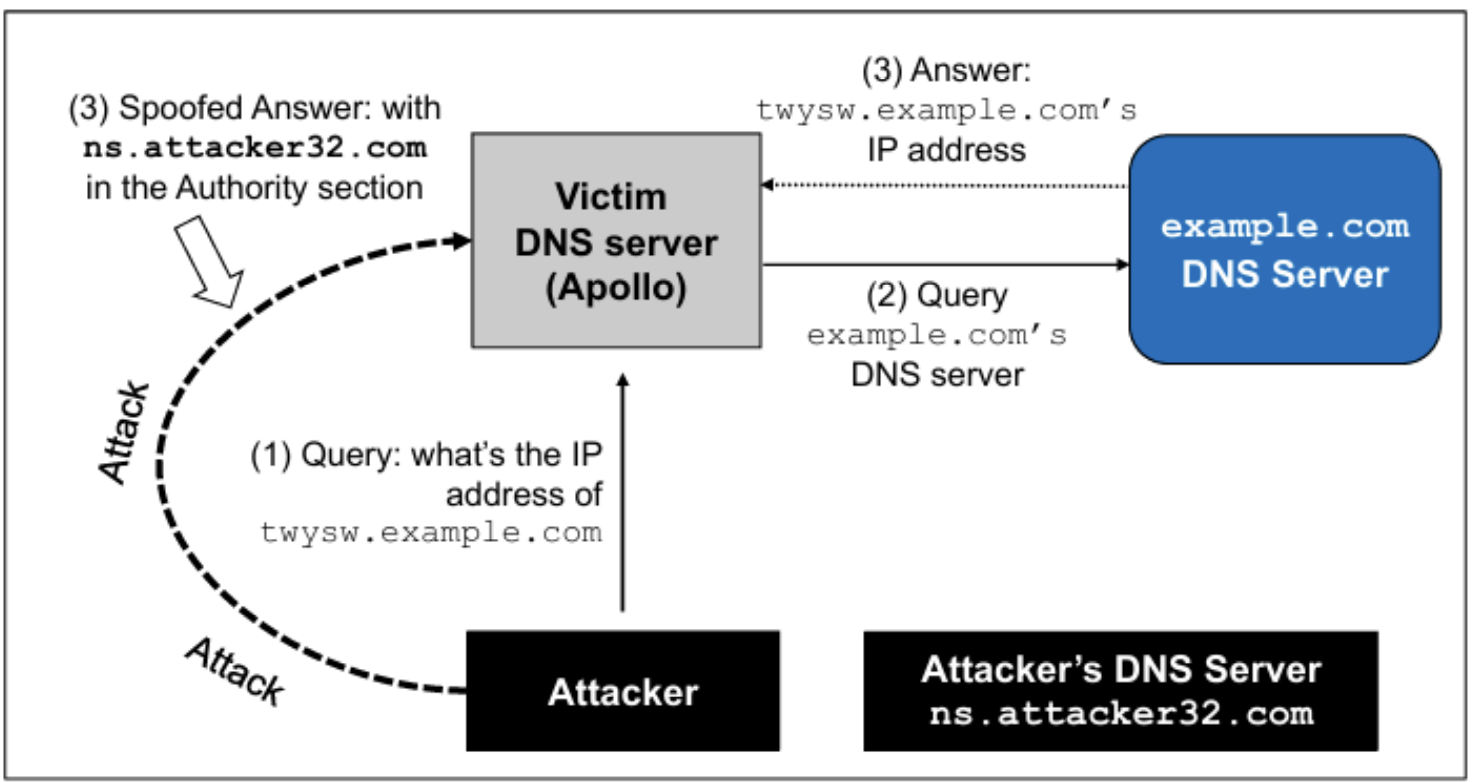 (3) Spoofed Answer: with
ns.attacker32.com
in the Authority section
Victim
DNS server
(Apollo)
(3) Answer:
twysw.example.com’s
IP address
example.com
DNS Server
(2) Query
example.com’s
DNS server
Attack
(1) Query: what’s the IP
address of
twysw.example.com
Attack
Attacker
Attacker’s DNS Server
ns.attacker32.com